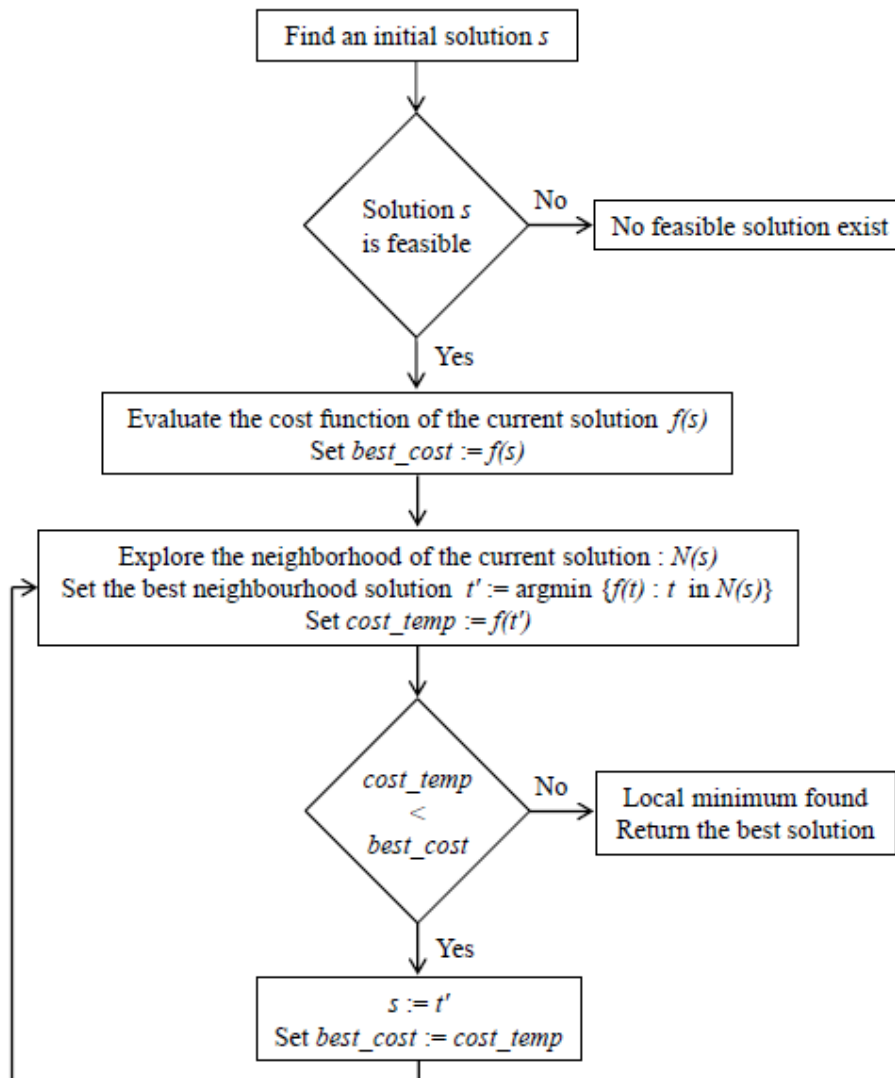 Find an initial solution s
Solution s
is feasible
No
No feasible solution exist
Yes
Evaluate the cost function of the current solution f(s)
Set best_cost := f(s)
Explore the neighborhood of the current solution : N(s)
Set the best neighbourhood solution t' := argmin {f(t) : t in N(s)}
Set cost_temp := f(t')
cost_temp
<
best_cost
No
Local minimum found
Return the best solution
Yes
s := t'
Set best_cost := cost_temp